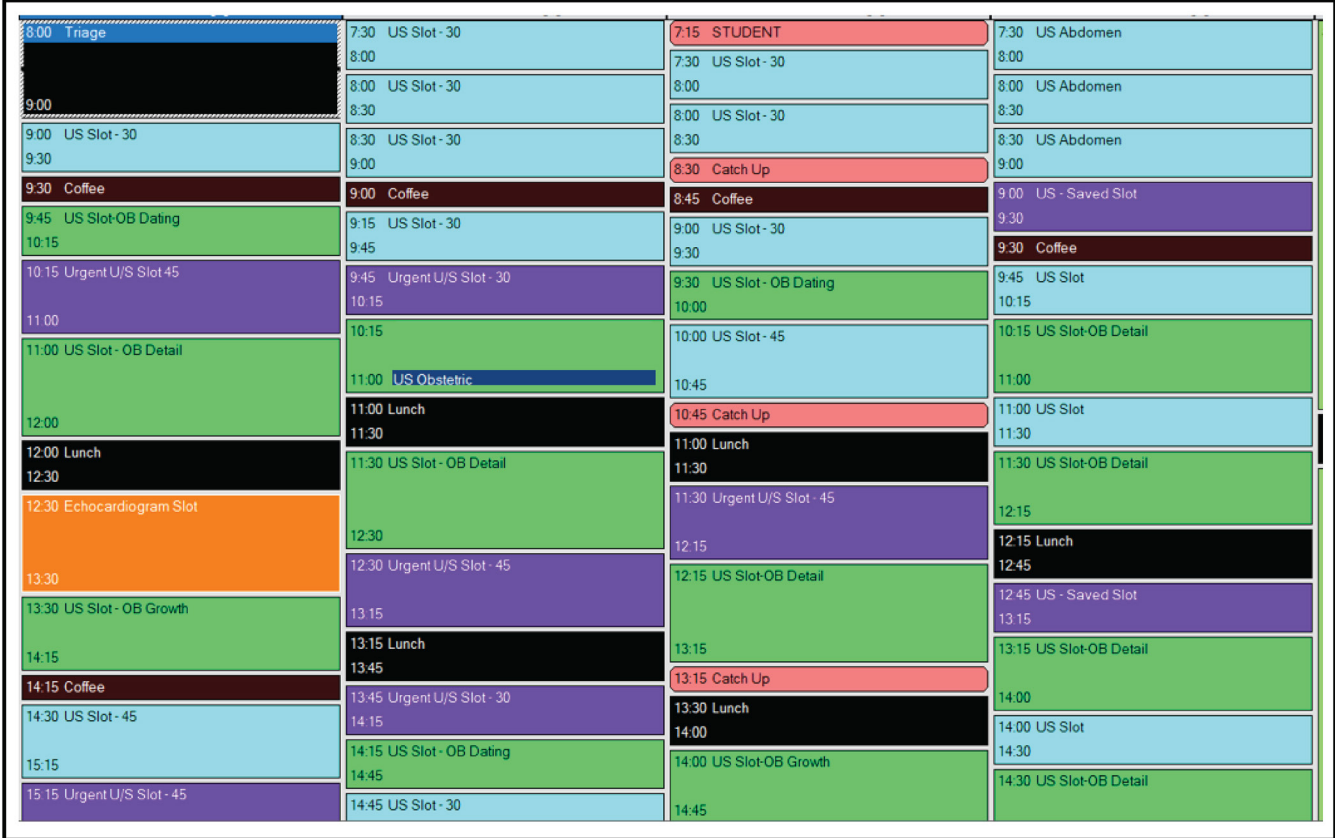 8:00 Triage
9:00
9:00 US Slot - 30
9:30
9:30 Coffee
9:45 US Slot-OB Dating
10:15
10:15 Urgent U/S Slot 45
11:00
11:00 US Slot - OB Detail
12:00
12:00 Lunch
12:30
12:30 Echocardiogram Slot
13:30
13:30 US Slot - OB Growth
14:15
14:15 Coffee
14:30 US Slot - 45
15:15
15:15 Urgent U/S Slot - 45
7:30 US Slot - 30
8:00
8:00 US Slot - 30
8:30
8:30 US Slot - 30
9:00
9:00 Coffee
9:15 US Slot - 30
9:45
9:45 Urgent U/S Slot - 30
10:15
10:15
11:00 US Obstetric
11:00 Lunch
11:30
11:30 US Slot - OB Detail
12:30
12:30 Urgent U/S Slot - 45
13:15
13:15 Lunch
13:45
13:45 Urgent U/S Slot - 30
14:15
14:15 US Slot - OB Dating
14:45
14:45 US Slot - 30
7:15 STUDENT
7:30 US Slot - 30
8:00
8:00 US Slot - 30
8:30
8:30 Catch Up
8:45 Coffee
9:00 US Slot - 30
9:30
9:30 US Slot - OB Dating
10:00
10:00 US Slot - 45
10:45
10:45 Catch Up
11:00 Lunch
11:30
11:30 Urgent U/S Slot - 45
12:15
12:15 US Slot-OB Detail
13:15
13:15 Catch Up
13:30 Lunch
14:00
14:00 US Slot-OB Growth
14:45
7:30 US Abdomen
8:00
8:00 US Abdomen
8:30
8:30 US Abdomen
9:00
9:00 US - Saved Slot
9:30
9:30 Coffee
9:45 US Slot
10:15
10:15 US Slot-OB Detail
11:00
11:00 US Slot
11:30
11:30 US Slot-OB Detail
12:15
12:15 Lunch
12:45
12:45 US - Saved Slot
13:15
13:15 US Slot-OB Detail
14:00
14:00 US Slot
14:30
14:30 US Slot-OB Detail